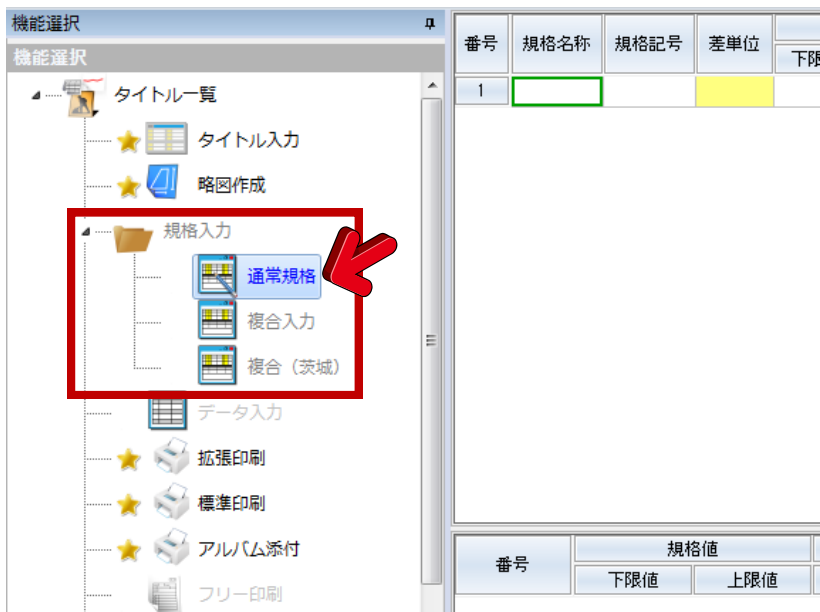 機能選択
機能選択
タイトル一覧
タイトル入力
略図作成
規格入力
通常規格
複合入力
複合（茨城）
データ入力
拡張印刷
標準印刷
アルバム添付
フリー印刷
番号 規格名称 規格記号 差単位
1
番号 規格値
下限値 上限値